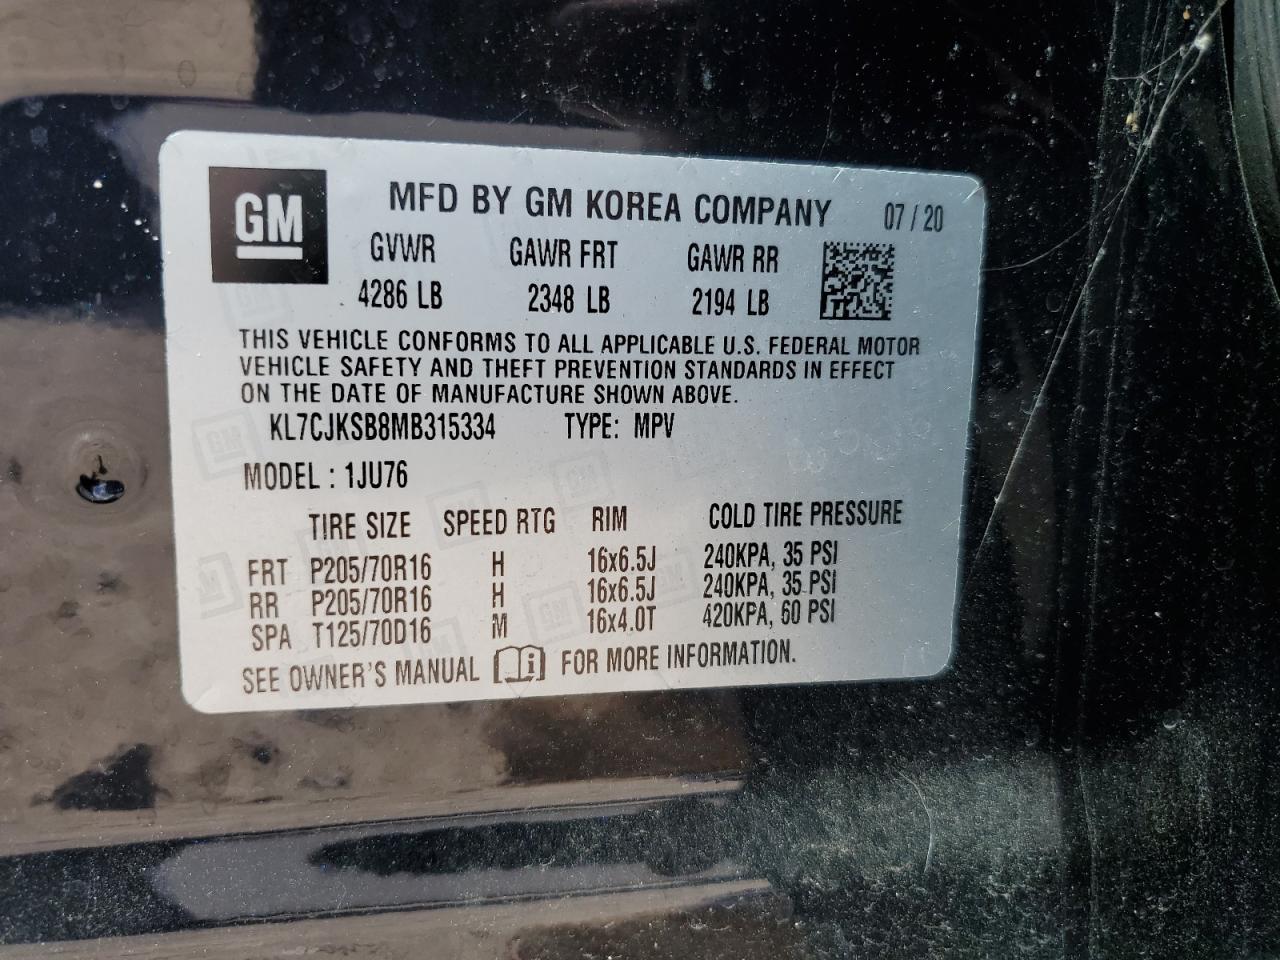 GM
MFD BY GM KOREA COMPANY 07 / 20
GVWR GAWR FRT GAWR RR
4286 LB 2348 LB 2194 LB
THIS VEHICLE CONFORMS TO ALL APPLICABLE U.S. FEDERAL MOTOR
VEHICLE SAFETY AND THEFT PREVENTION STANDARDS IN EFFECT
ON THE DATE OF MANUFACTURE SHOWN ABOVE.
KL7CJKSB8MB315334 TYPE: MPV
MODEL : 1JU76
TIRE SIZE SPEED RTG RIM COLD TIRE PRESSURE
FRT P205/70R16 H 16x6.5J 240KPA, 35 PSI
RR P205/70R16 H 16x6.5J 240KPA, 35 PSI
SPA T125/70D16 M 16x4.0T 420KPA, 60 PSI
SEE OWNER'S MANUAL i FOR MORE INFORMATION.